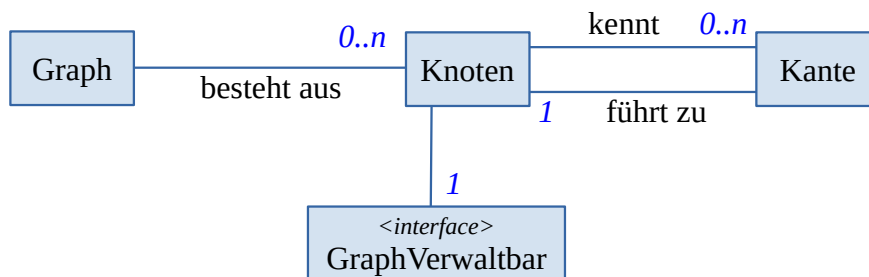 Graph
besteht aus
0..n
Knoten
kennt
0..n
1
führt zu
Kante
1
<interface>
GraphVerwaltbar